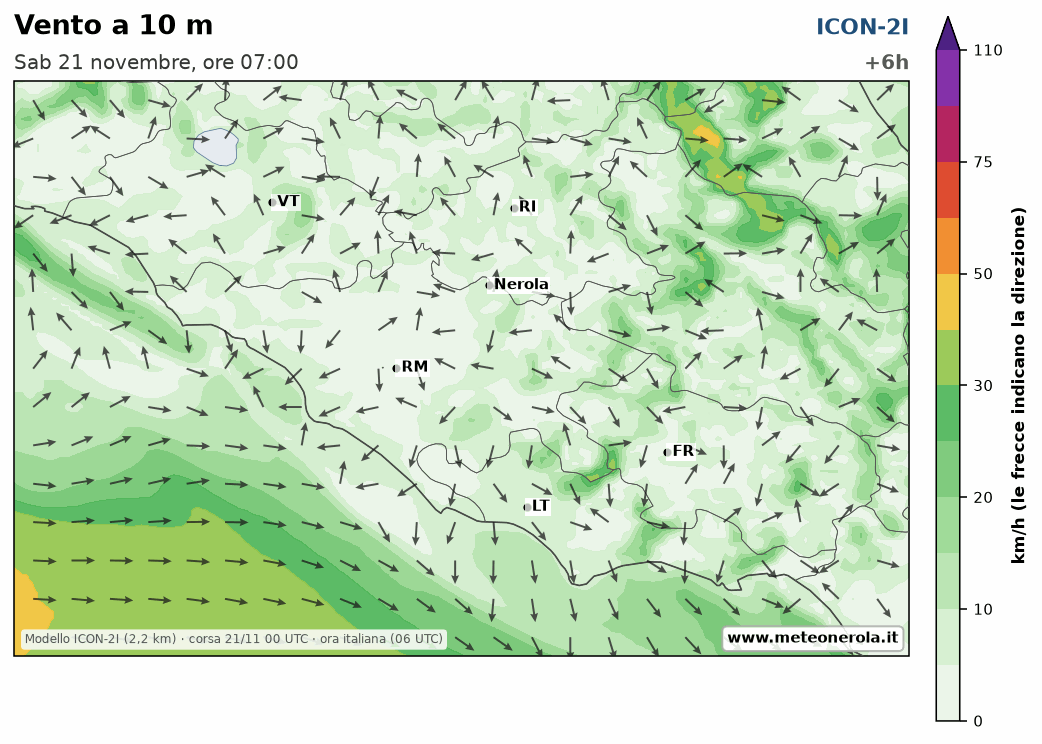 Vento a 10 m
ICON-2I
Sab 21 novembre, ore 07:00
+6h
VT
RI
Nerola
RM
FR
LT
Modello ICON-2I (2,2 km) · corsa 21/11 00 UTC · ora italiana (06 UTC)
www.meteonerola.it
110
75
50
30
20
10
0
km/h (le frecce indicano la direzione)